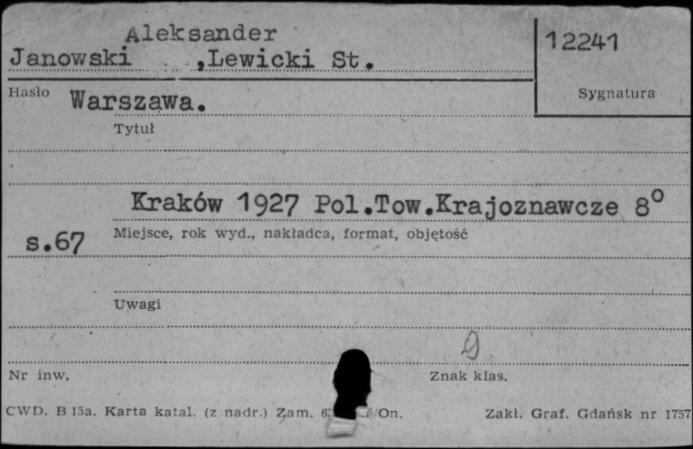 Aleksander
Janowski ,Lewicki St.
12241
Hasło
Sygnatura
Warszawa.
Tytuł
Kraków 1927 Pol.Tow.Krajoznawcze 8°
s.67
Miejsce, rok wyd., nakładca, format, objętość
Uwagi
Nr inw.
Znak klas.
CWD. B 15a. Karta katal. (z nadr.) Zam. /On.
Zakł. Graf. Gdańsk nr 1757